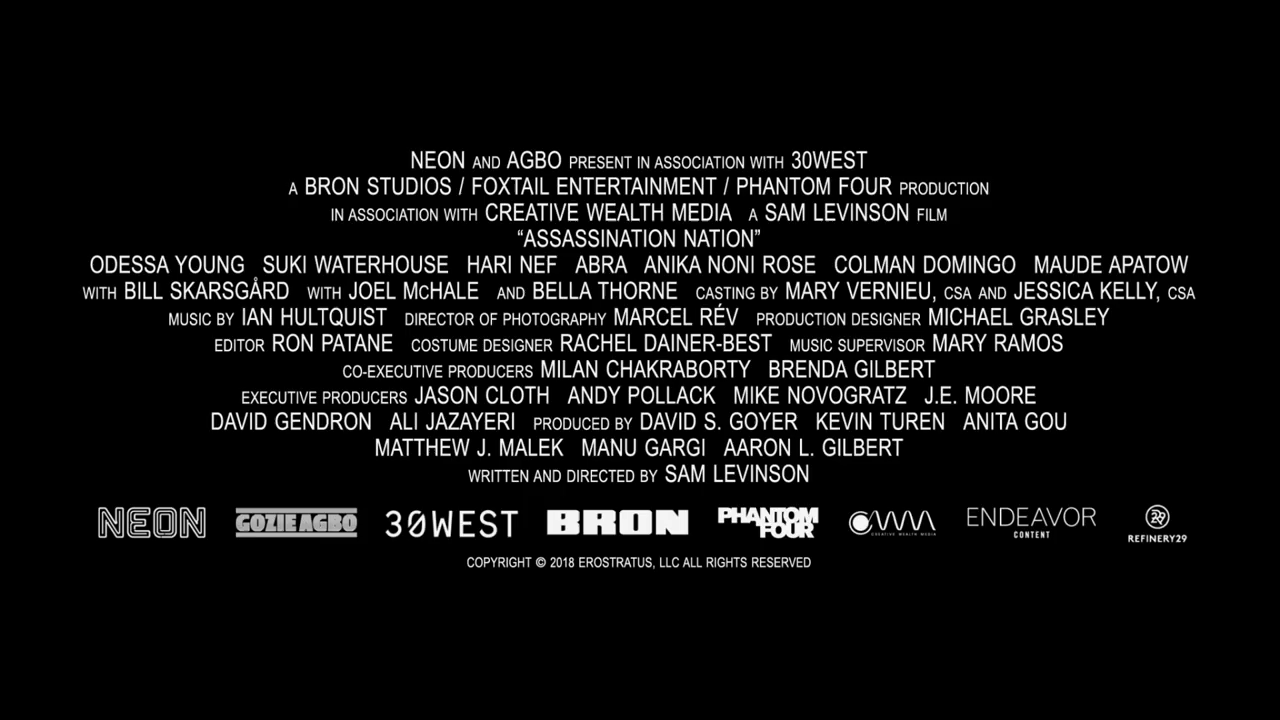 NEON AND AGBO PRESENT IN ASSOCIATION WITH 30WEST
A BRON STUDIOS / FOXTAIL ENTERTAINMENT / PHANTOM FOUR PRODUCTION
IN ASSOCIATION WITH CREATIVE WEALTH MEDIA A SAM LEVINSON FILM
“ASSASSINATION NATION”
ODESSA YOUNG SUKI WATERHOUSE HARI NEF ABRA ANIKA NONI ROSE COLMAN DOMINGO MAUDE APATOW
WITH BILL SKARSGÅRD WITH JOEL McHALE AND BELLA THORNE CASTING BY MARY VERNIEU, CSA AND JESSICA KELLY, CSA
MUSIC BY IAN HULTQUIST DIRECTOR OF PHOTOGRAPHY MARCEL RÉV PRODUCTION DESIGNER MICHAEL GRASLEY
EDITOR RON PATANE COSTUME DESIGNER RACHEL DAINER-BEST MUSIC SUPERVISOR MARY RAMOS
CO-EXECUTIVE PRODUCERS MILAN CHAKRABORTY BRENDA GILBERT
EXECUTIVE PRODUCERS JASON CLOTH ANDY POLLACK MIKE NOVOGRATZ J.E. MOORE
DAVID GENDRON ALI JAZAYERI PRODUCED BY DAVID S. GOYER KEVIN TUREN ANITA GOU
MATTHEW J. MALEK MANU GARGI AARON L. GILBERT
WRITTEN AND DIRECTED BY SAM LEVINSON
NEON GOZIE AGBO 30WEST BRON PHANTOM FOUR CWM CREATIVE WEALTH MEDIA ENDEAVOR CONTENT R29 REFINERY29
COPYRIGHT © 2018 EROSTRATUS, LLC ALL RIGHTS RESERVED